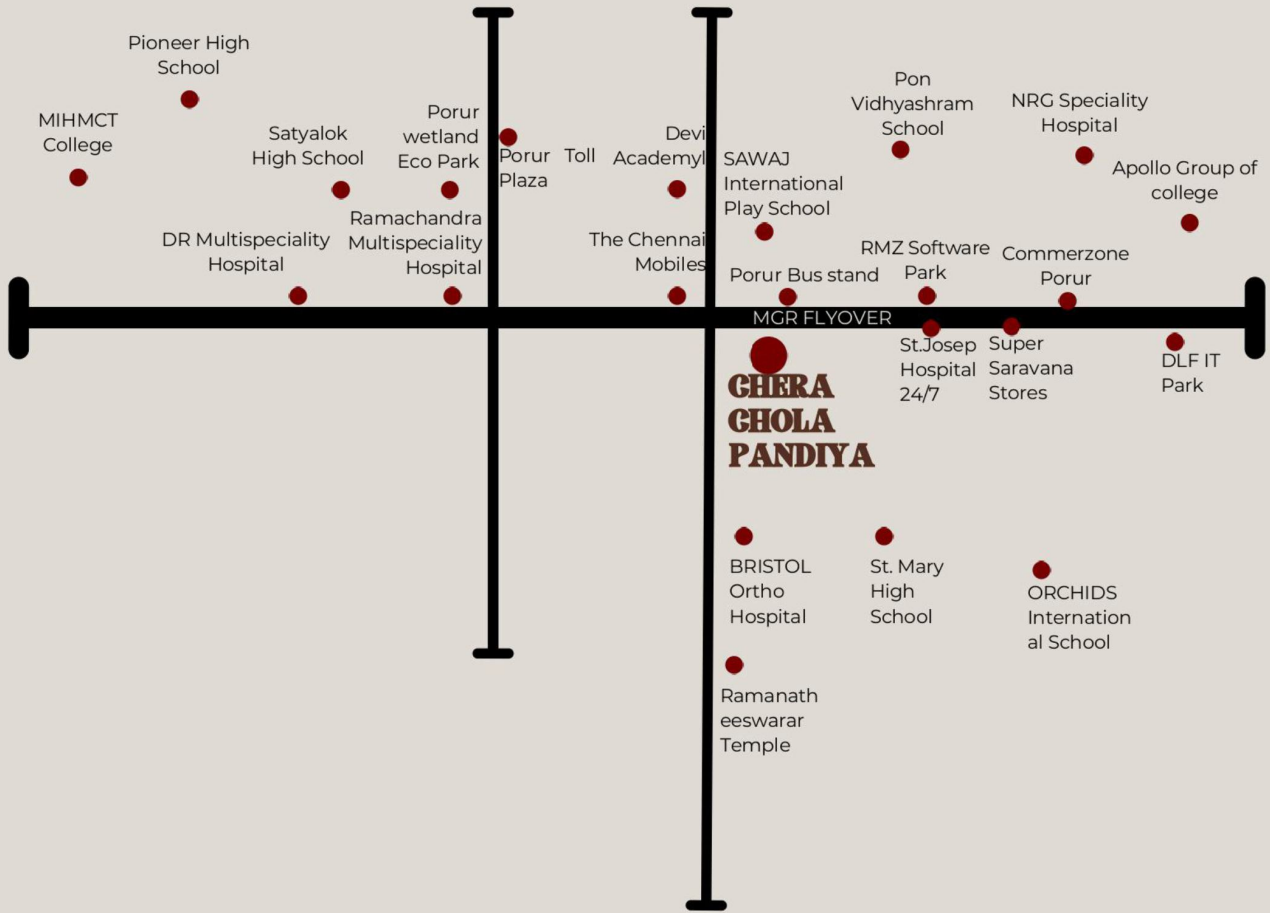 Pioneer High
School
MIHMCT
College
Satyalok
High School
Porur
wetland
Eco Park
Porur Toll
Plaza
Devi
Academyl
SAWAJ
International
Play School
Pon
Vidhyashram
School
NRG Speciality
Hospital
Apollo Group of
college
DR Multispeciality
Hospital
Ramachandra
Multispeciality
Hospital
The Chennai
Mobiles
Porur Bus stand
RMZ Software
Park
Commerzone
Porur
MGR FLYOVER
St.Josep
Hospital
24/7
Super
Saravana
Stores
DLF IT
Park
CHERA
CHOLA
PANDIYA
BRISTOL
Ortho
Hospital
St. Mary
High
School
ORCHIDS
Internation
al School
Ramanath
eeswarar
Temple